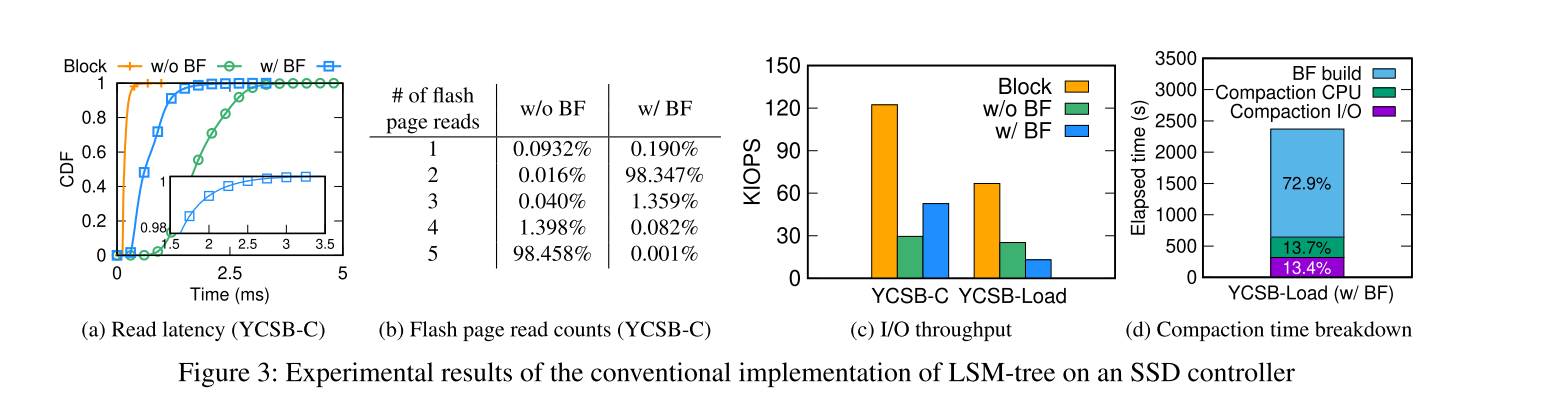 Block w/o BF w/ BF
CDF
1
0.8
0.6
0.4
0.2
0
1
0.98
1.5 2 2.5 3 3.5
0 2.5 5
Time (ms)
(a) Read latency (YCSB-C)
# of flash page reads w/o BF w/ BF
1 0.0932% 0.190%
2 0.016% 98.347%
3 0.040% 1.359%
4 1.398% 0.082%
5 98.458% 0.001%
(b) Flash page read counts (YCSB-C)
KIOPS
150
120
90
60
30
0
Block
w/o BF
w/ BF
YCSB-C YCSB-Load
(c) I/O throughput
Elapsed time (s)
3500
3000
2500
2000
1500
1000
500
0
BF build
Compaction CPU
Compaction I/O
72.9%
13.7%
13.4%
YCSB-Load (w/ BF)
(d) Compaction time breakdown
Figure 3: Experimental results of the conventional implementation of LSM-tree on an SSD controller